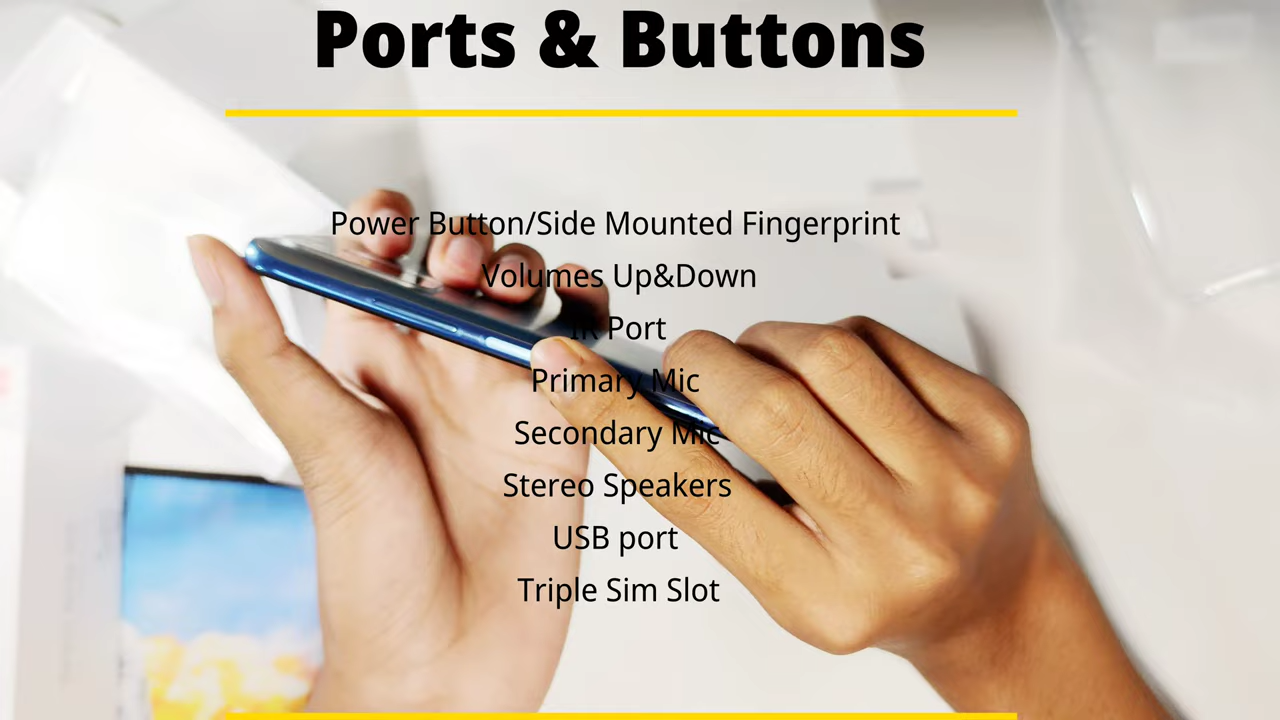 Ports & Buttons
Power Button/Side Mounted Fingerprint
Volumes Up&Down
IR Port
Primary Mic
Secondary Mic
Stereo Speakers
USB port
Triple Sim Slot